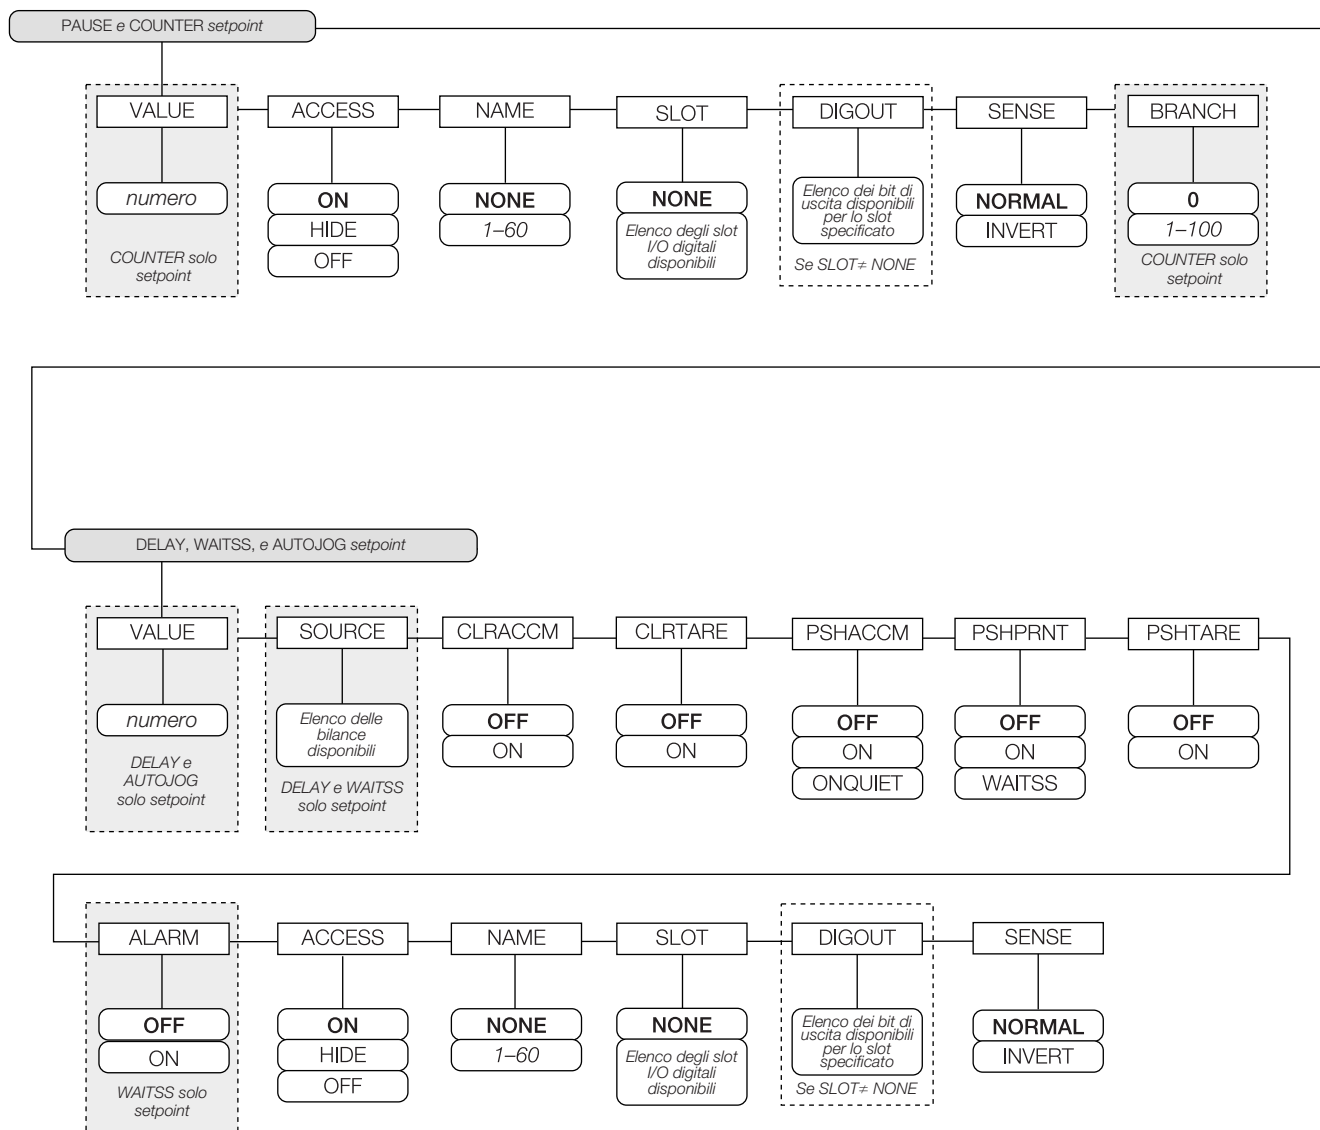 PAUSE e COUNTER setpoint
VALUE
ACCESS
NAME
SLOT
DIGOUT
SENSE
BRANCH
numero
COUNTER solo
setpoint
ON
HIDE
OFF
NONE
1–60
NONE
Elenco degli slot
I/O digitali
disponibili
Elenco dei bit di
uscita disponibili
per lo slot
specificato
Se SLOT≠ NONE
NORMAL
INVERT
0
1–100
COUNTER solo
setpoint
DELAY, WAITSS, e AUTOJOG setpoint
VALUE
SOURCE
CLRACCM
CLRTARE
PSHACCM
PSHPRNT
PSHTARE
numero
DELAY e
AUTOJOG
solo setpoint
Elenco delle
bilance
disponibili
DELAY e WAITSS
solo setpoint
OFF
ON
OFF
ON
OFF
ON
ONQUIET
OFF
ON
WAITSS
OFF
ON
ALARM
ACCESS
NAME
SLOT
DIGOUT
SENSE
OFF
ON
WAITSS solo
setpoint
ON
HIDE
OFF
NONE
1–60
NONE
Elenco degli slot
I/O digitali
disponibili
Elenco dei bit di
uscita disponibili
per lo slot
specificato
Se SLOT≠ NONE
NORMAL
INVERT